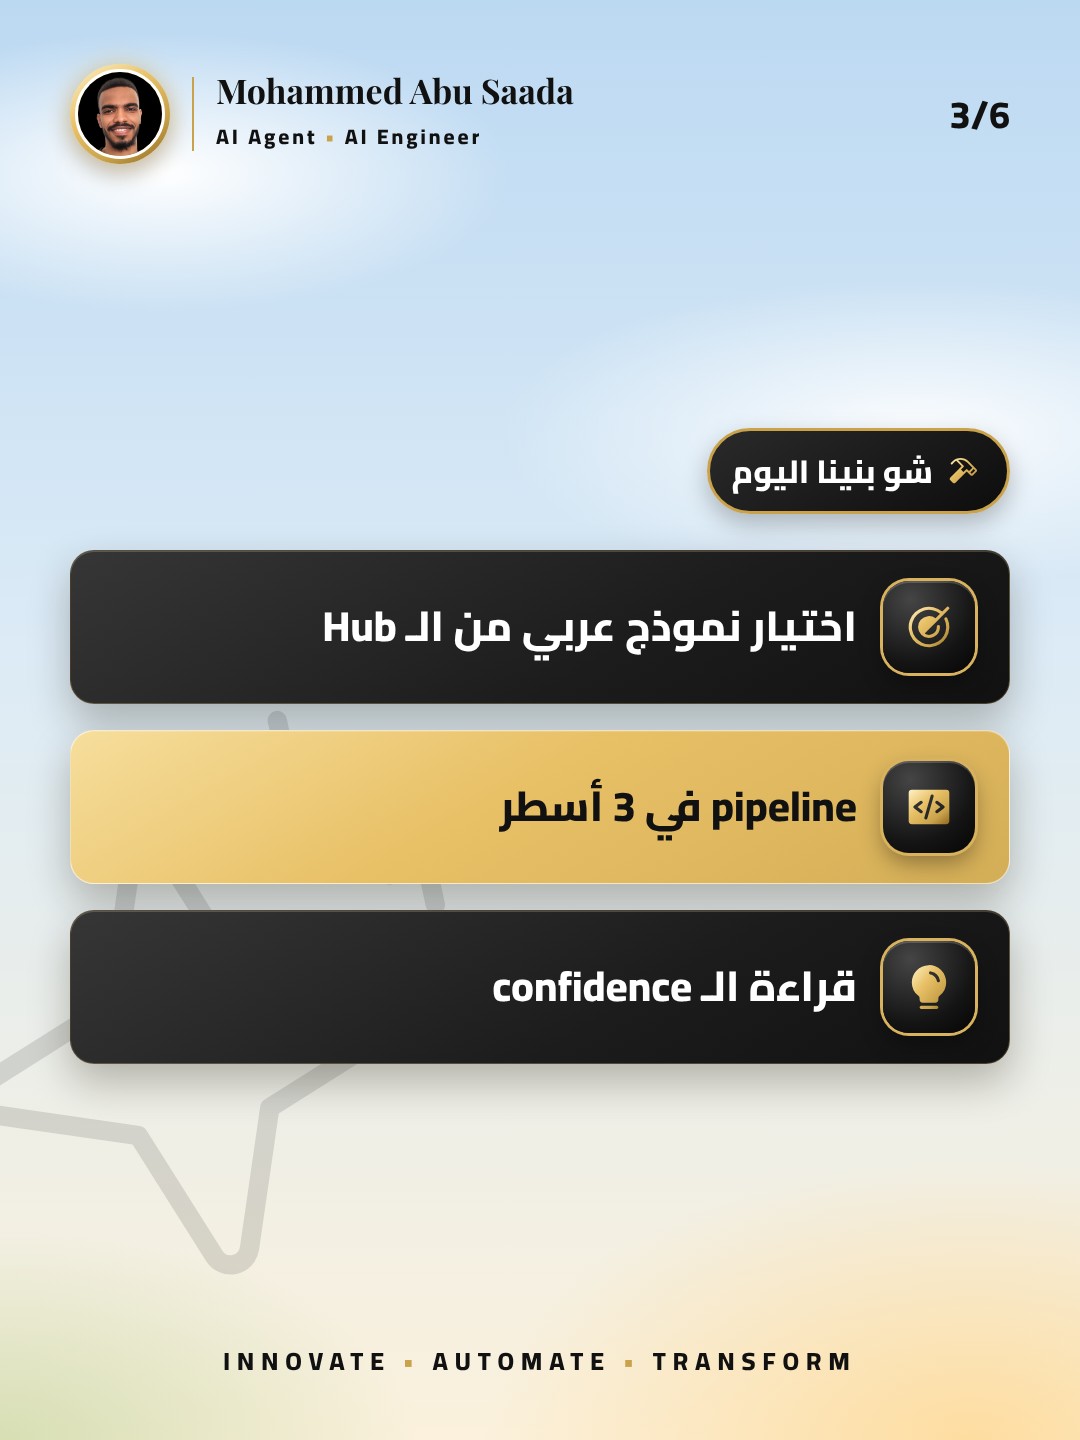 Mohammed Abu Saada
AI Agent ▪ AI Engineer
3/6
شو بنينا اليوم
اختيار نموذج عربي من الـ Hub
pipeline في 3 أسطر
قراءة الـ confidence
INNOVATE ▪ AUTOMATE ▪ TRANSFORM